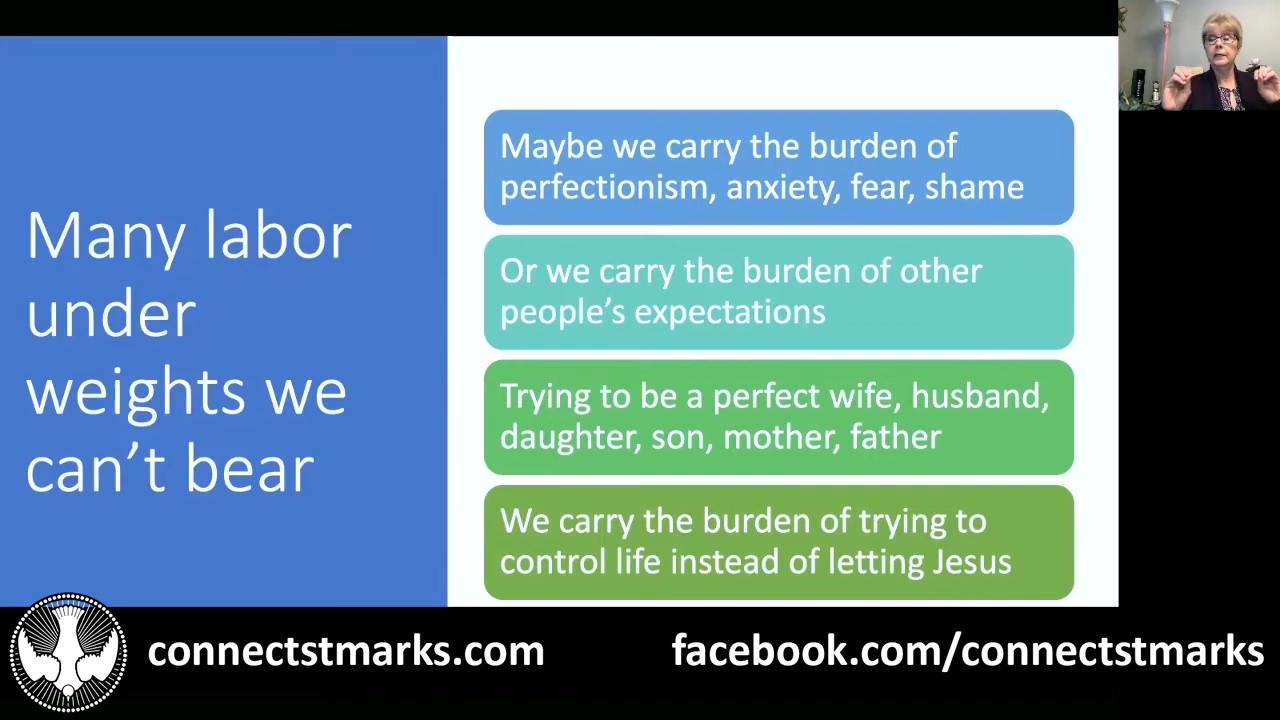 Many labor
under
weights we
can’t bear
Maybe we carry the burden of
perfectionism, anxiety, fear, shame
Or we carry the burden of other
people’s expectations
Trying to be a perfect wife, husband,
daughter, son, mother, father
We carry the burden of trying to
control life instead of letting Jesus
connectstmarks.com
facebook.com/connectstmarks